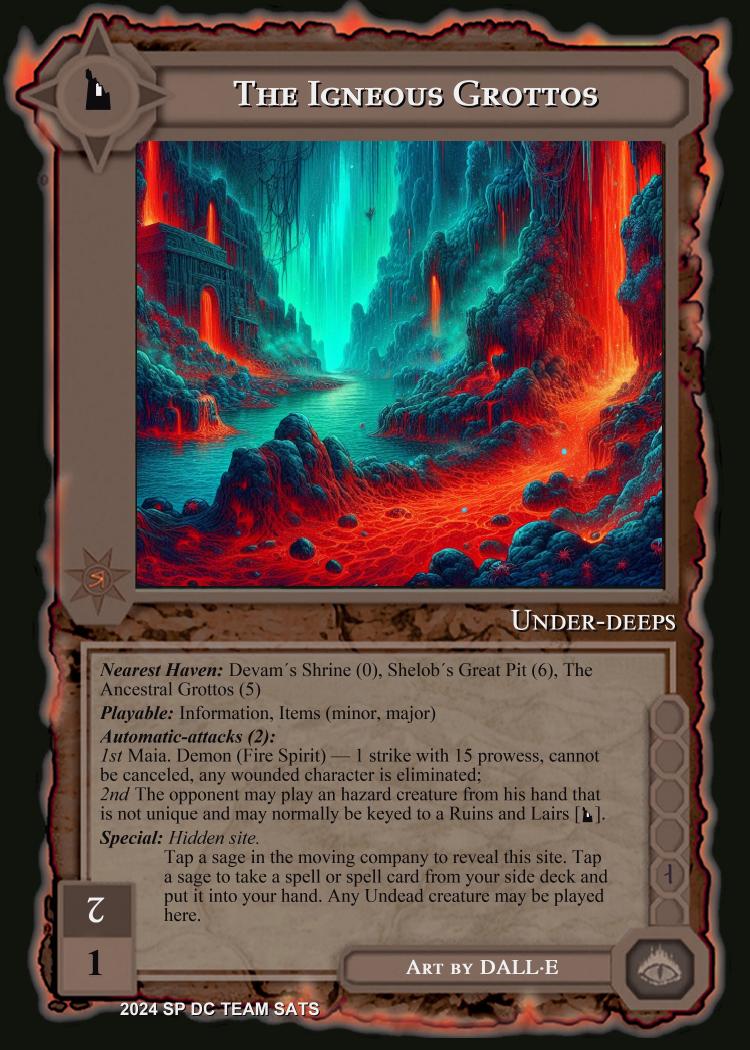 The Igneous Grottos
Under-deeps
Nearest Haven: Devam´s Shrine (0), Shelob´s Great Pit (6), The
Ancestral Grottos (5)
Playable: Information, Items (minor, major)
Automatic-attacks (2):
1st Maia. Demon (Fire Spirit) — 1 strike with 15 prowess, cannot
be canceled, any wounded character is eliminated;
2nd The opponent may play an hazard creature from his hand that
is not unique and may normally be keyed to a Ruins and Lairs [ ].
Special: Hidden site.
Tap a sage in the moving company to reveal this site. Tap
a sage to take a spell or spell card from your side deck and
put it into your hand. Any Undead creature may be played
here.
2
1
Art by DALL·E
2024 SP DC TEAM SATS